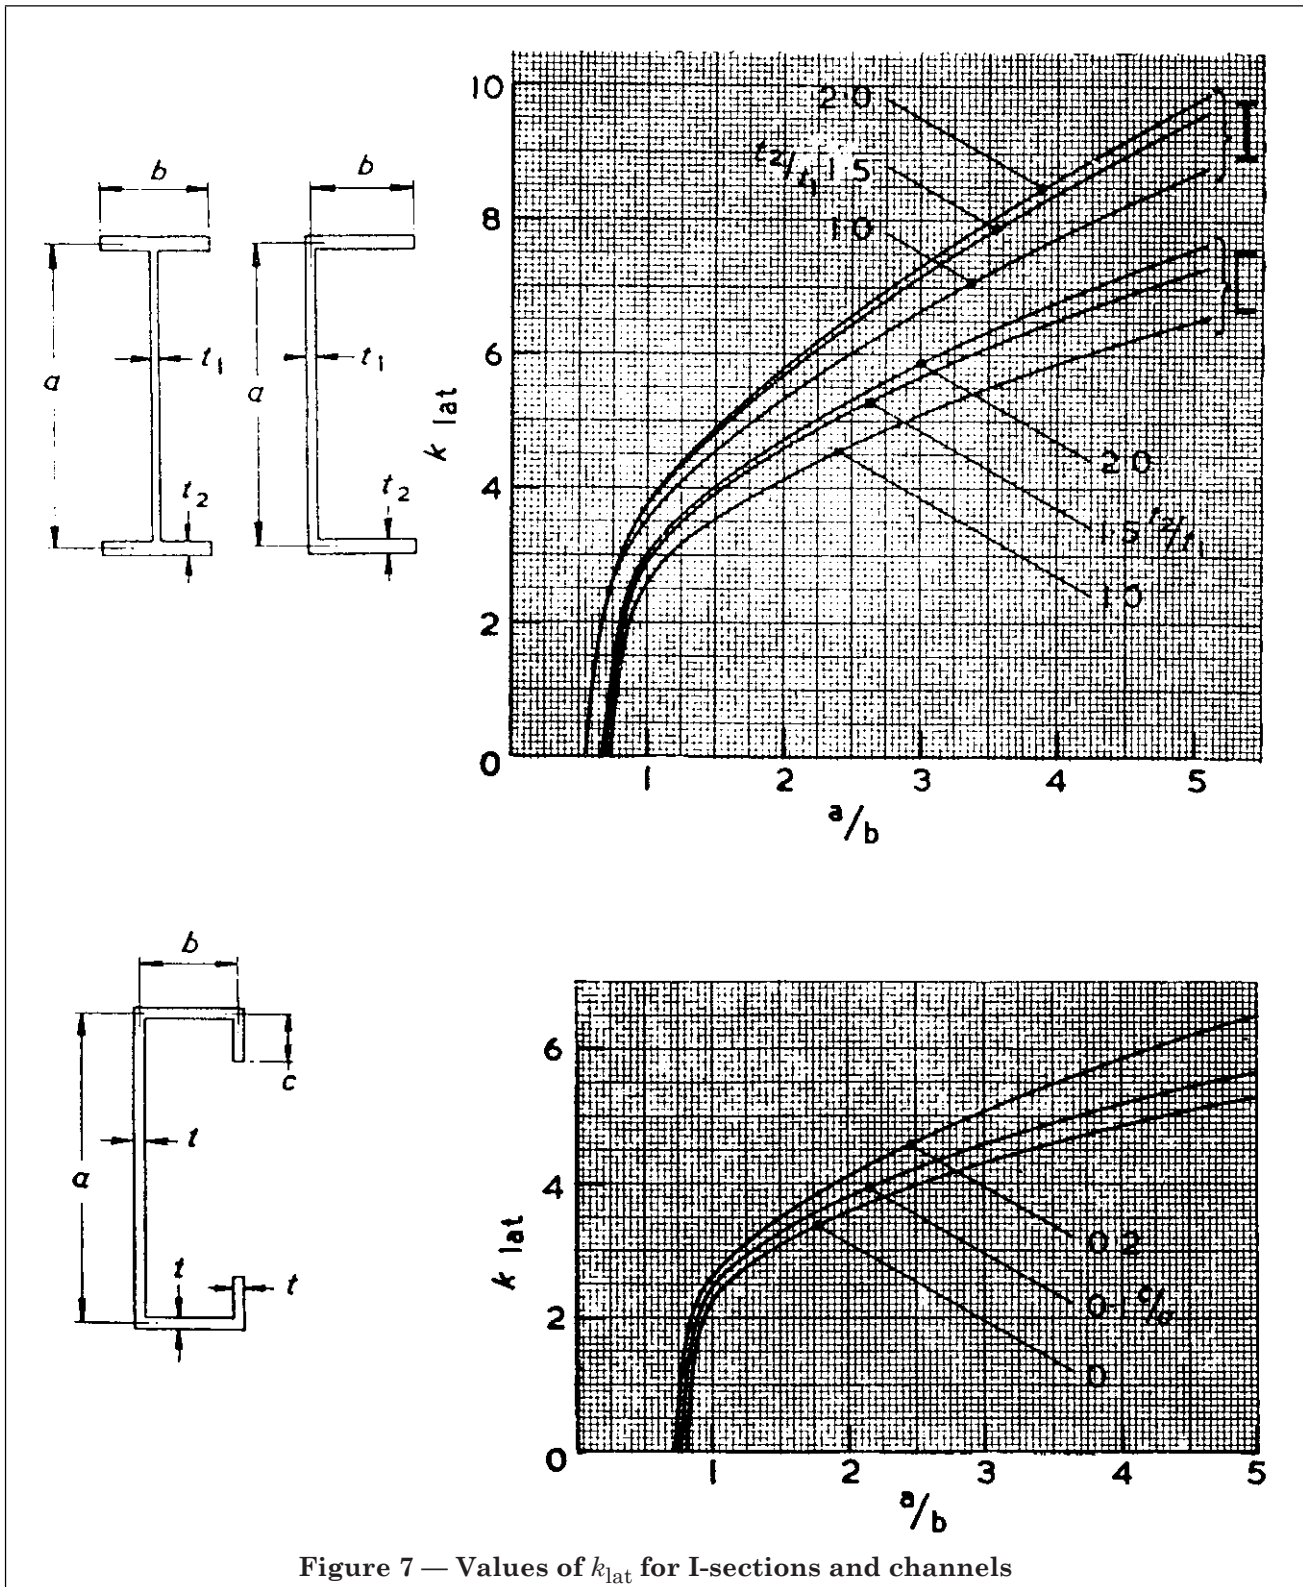 10
8
6
4
2
0
k lat
1
2
3
4
5
a/b
2·0
t2/t1 1·5
1·0
I
[
2·0
1·5 t2/t1
1·0
b
b
a
a
t1
t1
t2
t2
b
c
a
t
t
t
6
4
2
0
k lat
1
2
3
4
5
a/b
0·2
0·1 c/a
0
Figure 7 — Values of klat for I-sections and channels